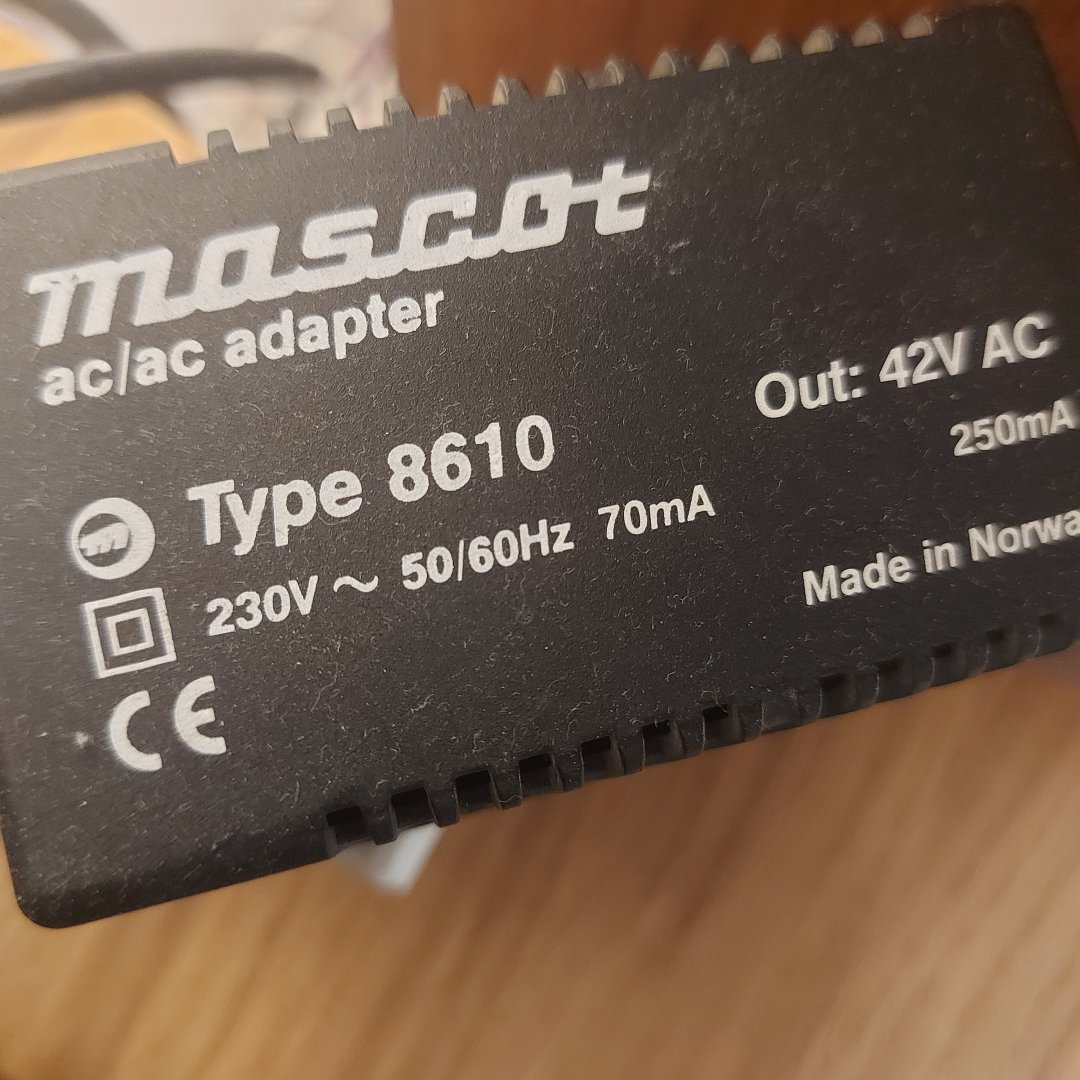 mascot
ac/ac adapter
Out: 42V AC
250mA
Type 8610
230V ~ 50/60Hz 70mA
Made in Norwa
CE